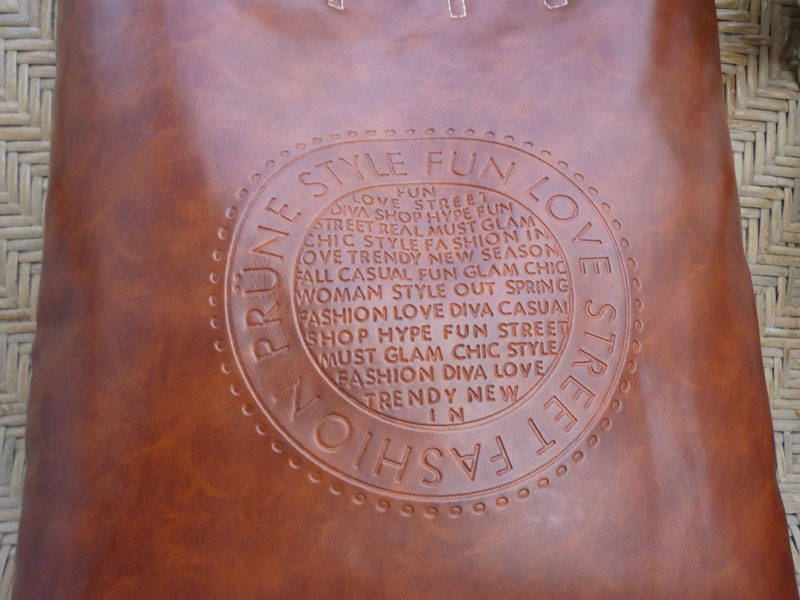 PRÜNE STYLE FUN LOVE STREET FASHION
FUN
LOVE STREET
DIVA SHOP HYPE FUN
STREET REAL MUST GLAM
CHIC STYLE FASHION IN
LOVE TRENDY NEW SEASON
FALL CASUAL FUN GLAM CHIC
WOMAN STYLE OUT SPRING
FASHION LOVE DIVA CASUAL
SHOP HYPE FUN STREET
MUST GLAM CHIC STYLE
FASHION DIVA LOVE
TRENDY NEW
IN